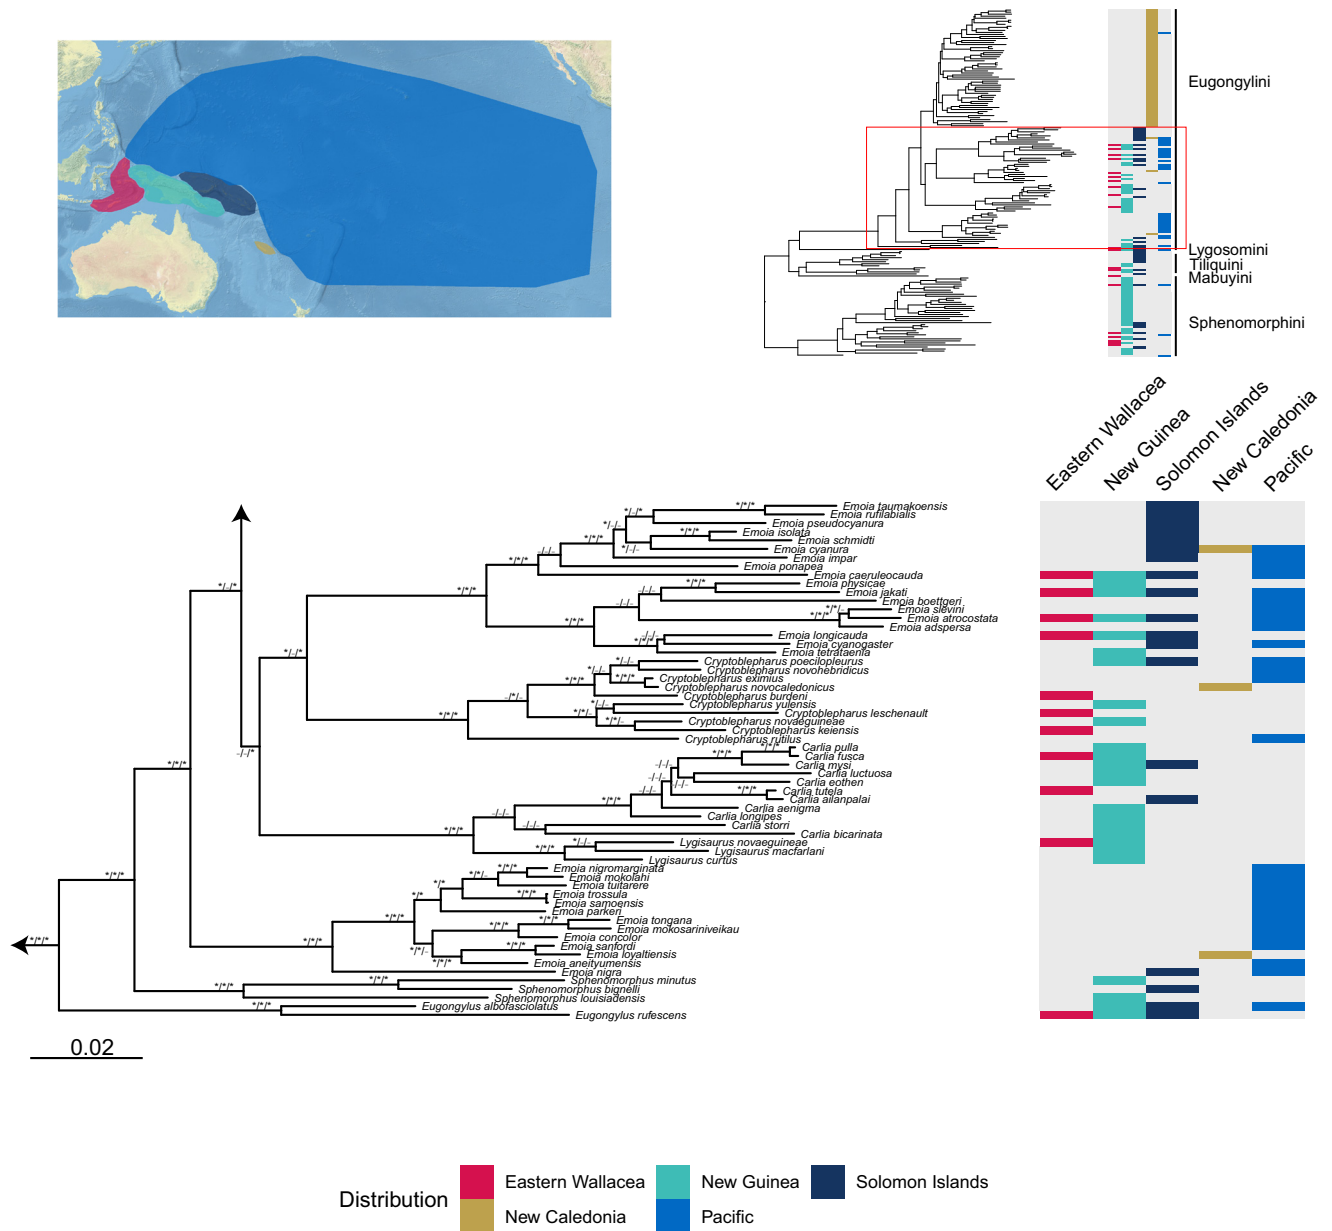 Eugongylini
Lygosomini
Tiliquini
Mabuyini
Sphenomorphini
Eastern Wallacea
New Guinea
Solomon Islands
New Caledonia
Pacific
Emoia taumakoensis
Emoia rufilabialis
Emoia pseudocyanura
Emoia isolata
Emoia schmidti
Emoia cyanura
Emoia impar
Emoia ponapea
Emoia caeruleocauda
Emoia physicae
Emoia jakati
Emoia boettgeri
Emoia slevini
Emoia atrocostata
Emoia adspersa
Emoia longicauda
Emoia cyanogaster
Emoia tetrataenia
Cryptoblepharus poecilopleurus
Cryptoblepharus novohebridicus
Cryptoblepharus eximius
Cryptoblepharus novocaledonicus
Cryptoblepharus burdeni
Cryptoblepharus yulensis
Cryptoblepharus leschenault
Cryptoblepharus novaeguineae
Cryptoblepharus keiensis
Cryptoblepharus rutilus
Carlia pulla
Carlia fusca
Carlia mysi
Carlia luctuosa
Carlia eothen
Carlia tutela
Carlia ailanpalai
Carlia aenigma
Carlia longipes
Carlia storri
Carlia bicarinata
Lygisaurus novaeguineae
Lygisaurus macfarlani
Lygisaurus curtus
Emoia nigromarginata
Emoia mokolahi
Emoia tuitarere
Emoia trossula
Emoia samoensis
Emoia parkeri
Emoia tongana
Emoia mokosariniveikau
Emoia concolor
Emoia sanfordi
Emoia loyaltiensis
Emoia aneityumensis
Emoia nigra
Sphenomorphus minutus
Sphenomorphus bignelli
Sphenomorphus louisiadensis
Eugongylus albofasciolatus
Eugongylus rufescens
0.02
Distribution
Eastern Wallacea
New Guinea
Solomon Islands
New Caledonia
Pacific